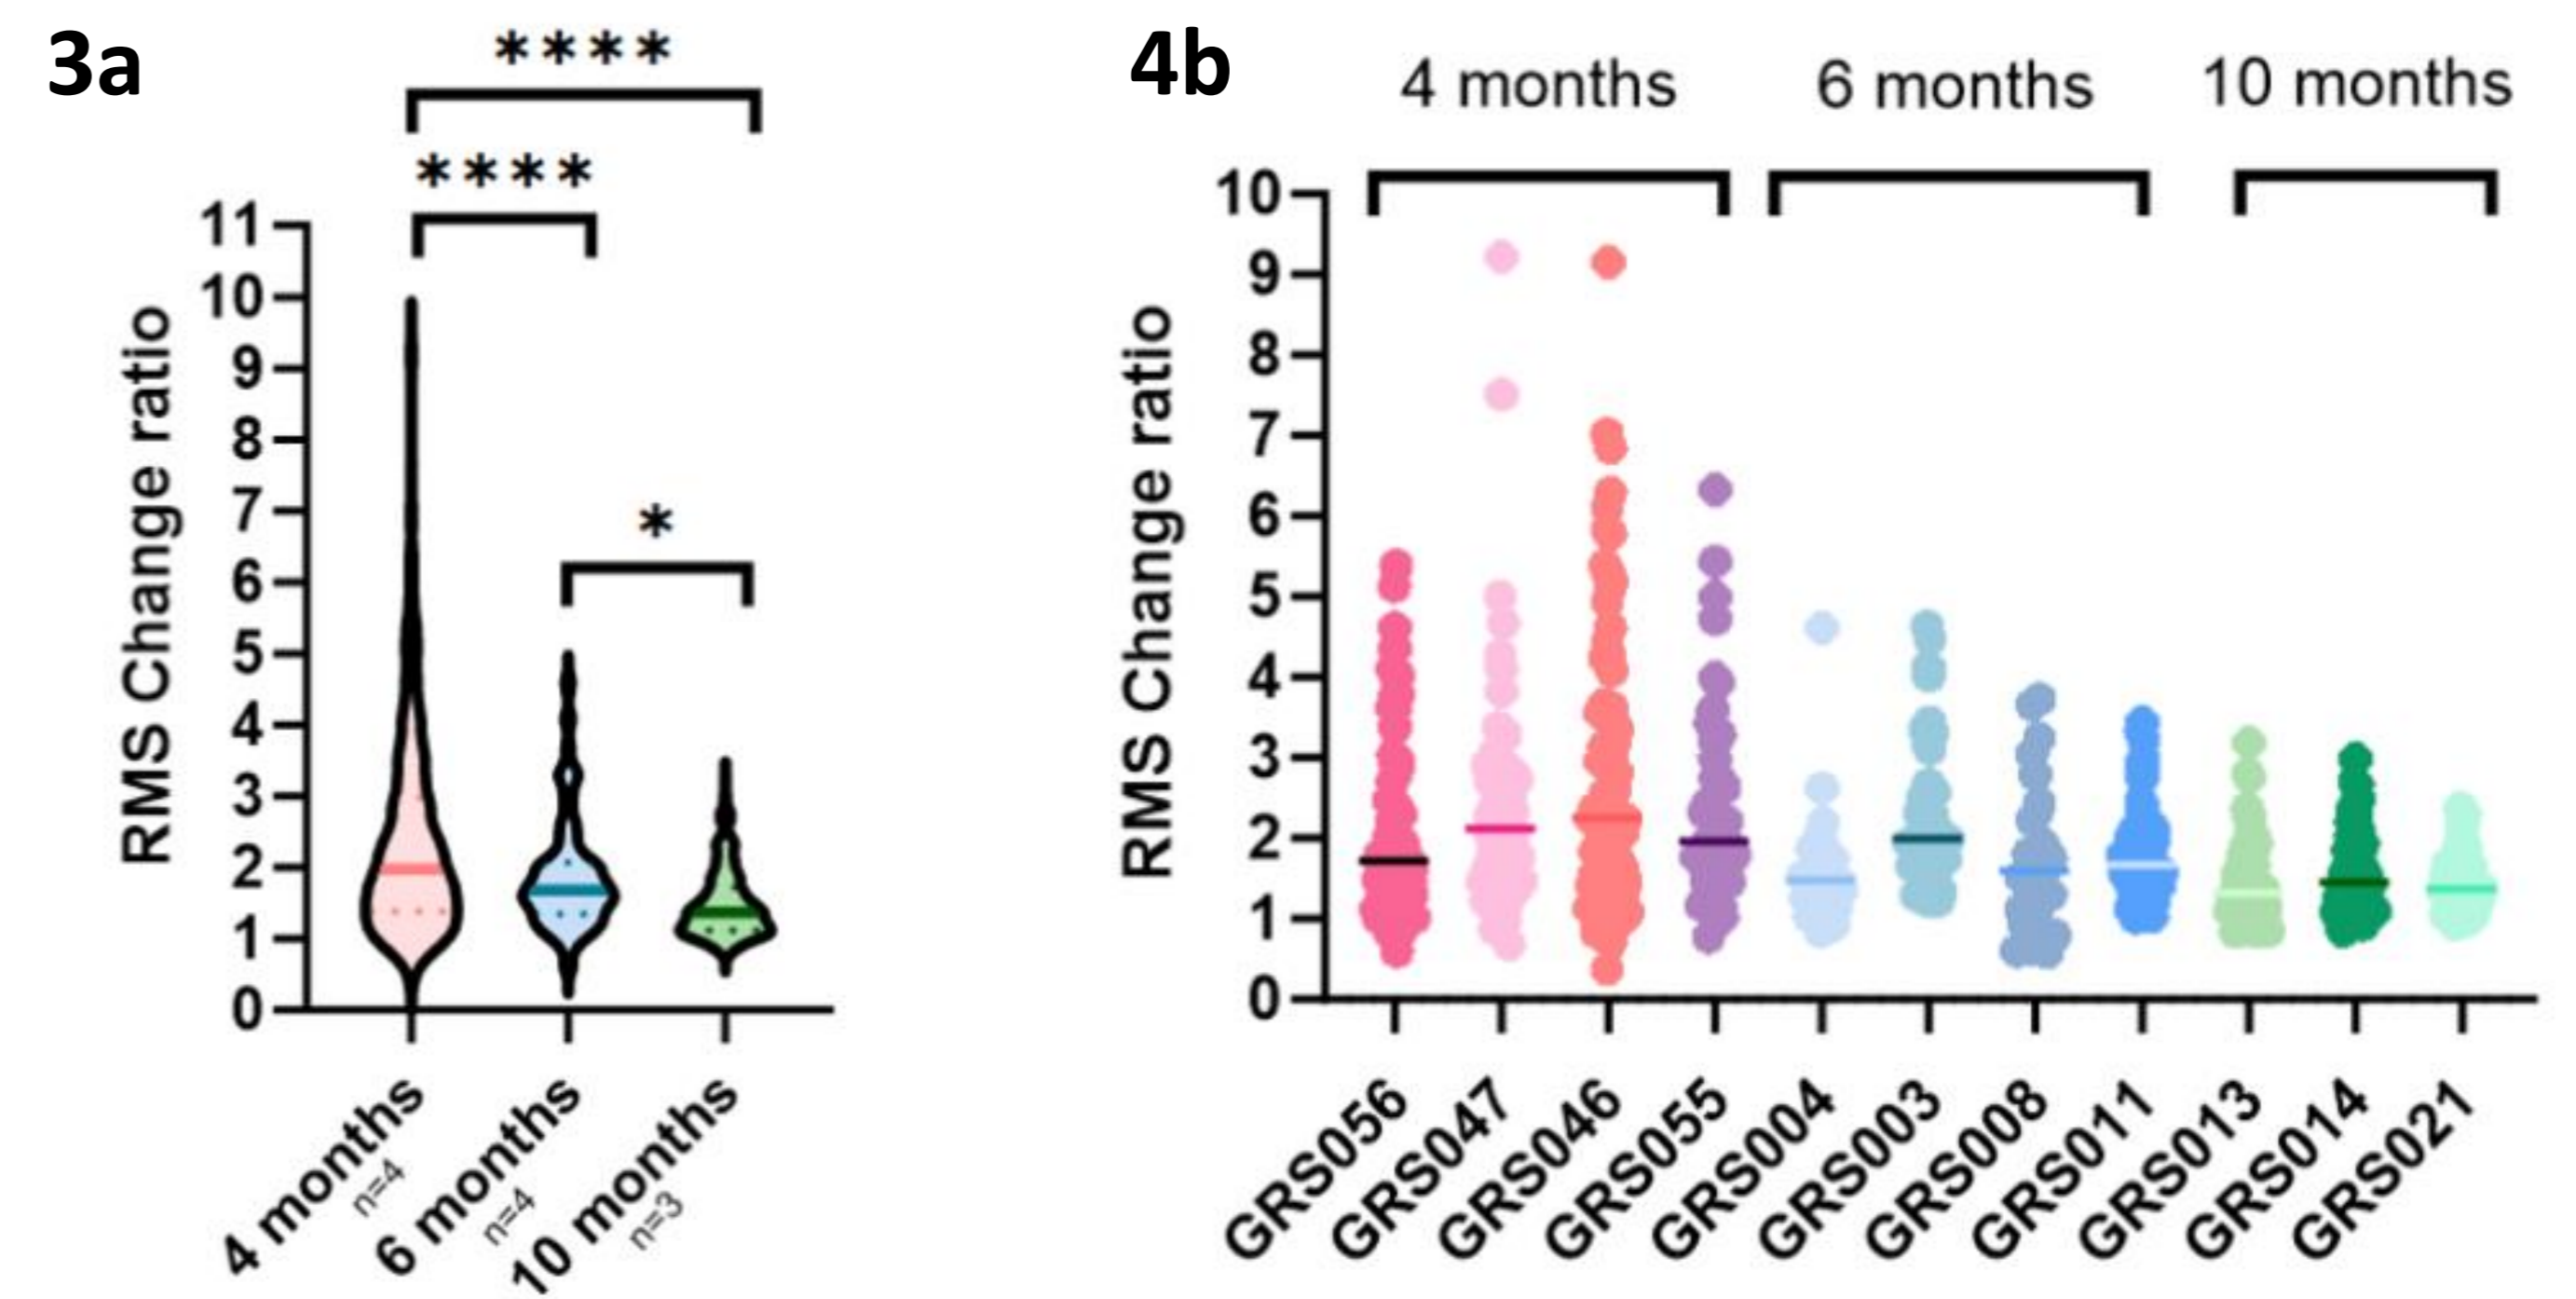 3a
****
****
*
RMS Change ratio
11
10
9
8
7
6
5
4
3
2
1
0
4 months
n=4
6 months
n=4
10 months
n=3
4b
4 months
6 months
10 months
RMS Change ratio
10
9
8
7
6
5
4
3
2
1
0
GRS056
GRS047
GRS046
GRS055
GRS004
GRS003
GRS008
GRS011
GRS013
GRS014
GRS021